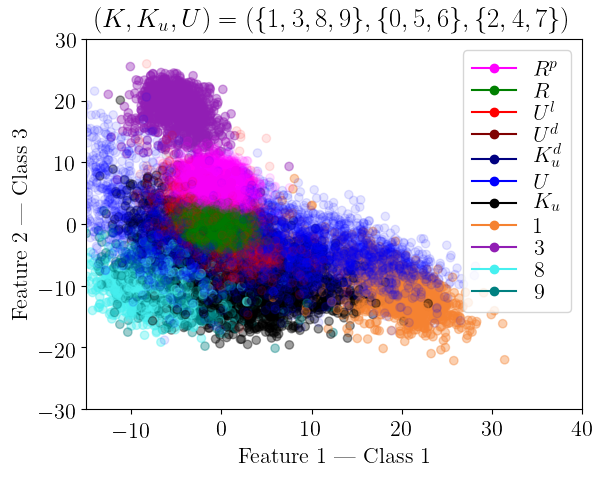 (K, K_u, U) = ({1, 3, 8, 9}, {0, 5, 6}, {2, 4, 7})
30
20
10
0
−10
−20
−30
Feature 2 — Class 3
R^p
R
U^l
U^d
K_u^d
U
K_u
1
3
8
9
−10 0 10 20 30 40
Feature 1 — Class 1